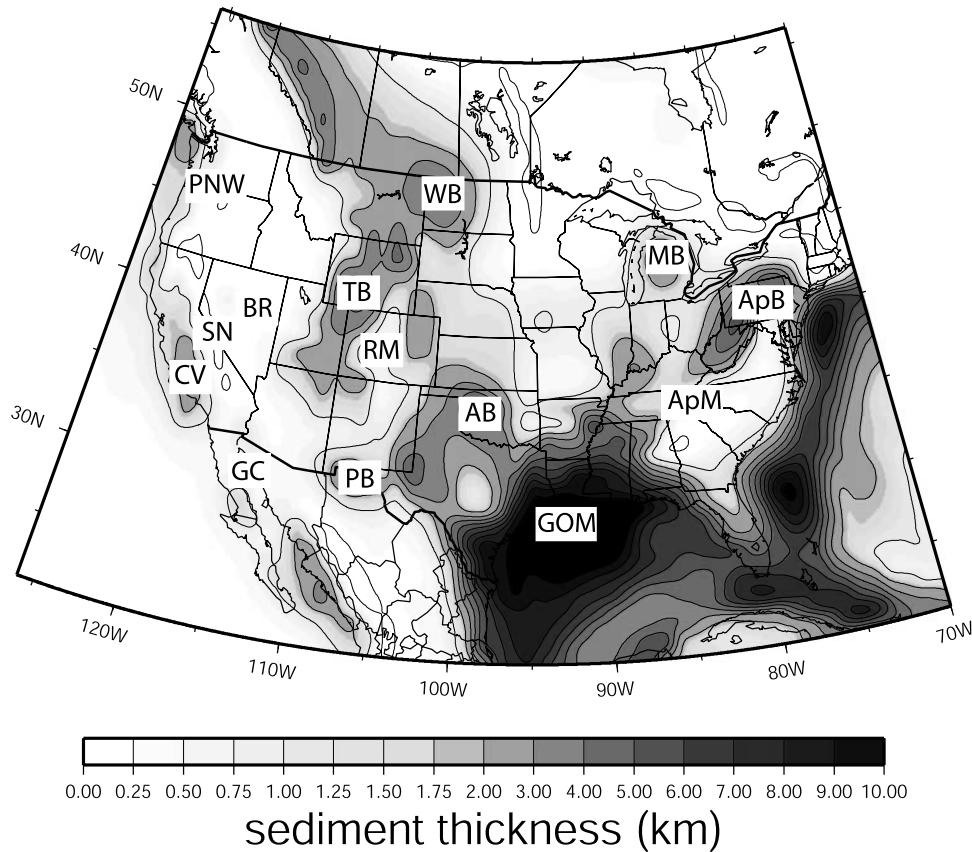 50N
PNW
WB
40N
MB
TB
ApB
BR
SN
RM
CV
ApM
30N
AB
GC
PB
GOM
120W
110W
100W
90W
80W
70W
0.00 0.25 0.50 0.75 1.00 1.25 1.50 1.75 2.00 3.00 4.00 5.00 6.00 7.00 8.00 9.00 10.00
sediment thickness (km)